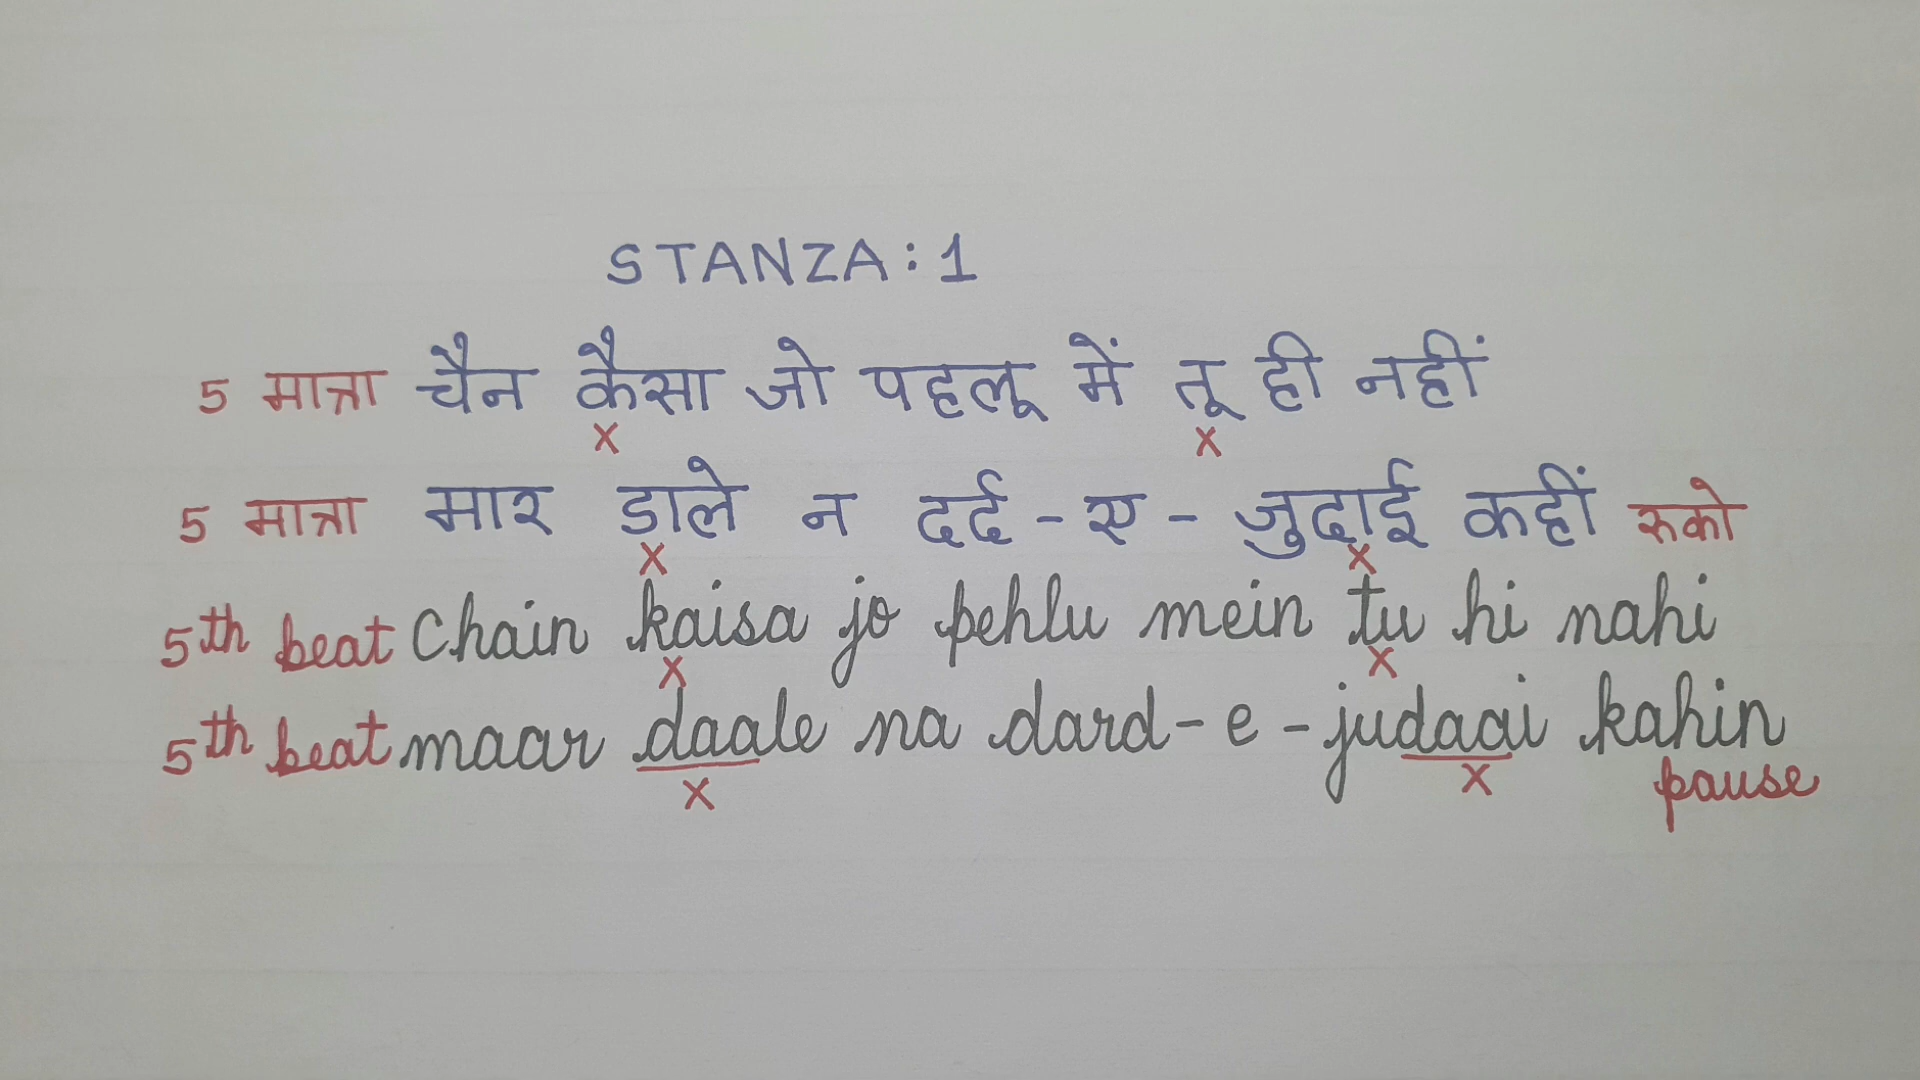 STANZA : 1
5 मात्रा चैन कैसा जो पहलू में तू ही नहीं
x x
5 मात्रा मार डाले न दर्द - ए - जुदाई कहीं रुको
x x
5th beat Chain kaisa jo pehlu mein tu hi nahi
x x
5th beat maar daale na dard - e - judaai kahin
x x pause